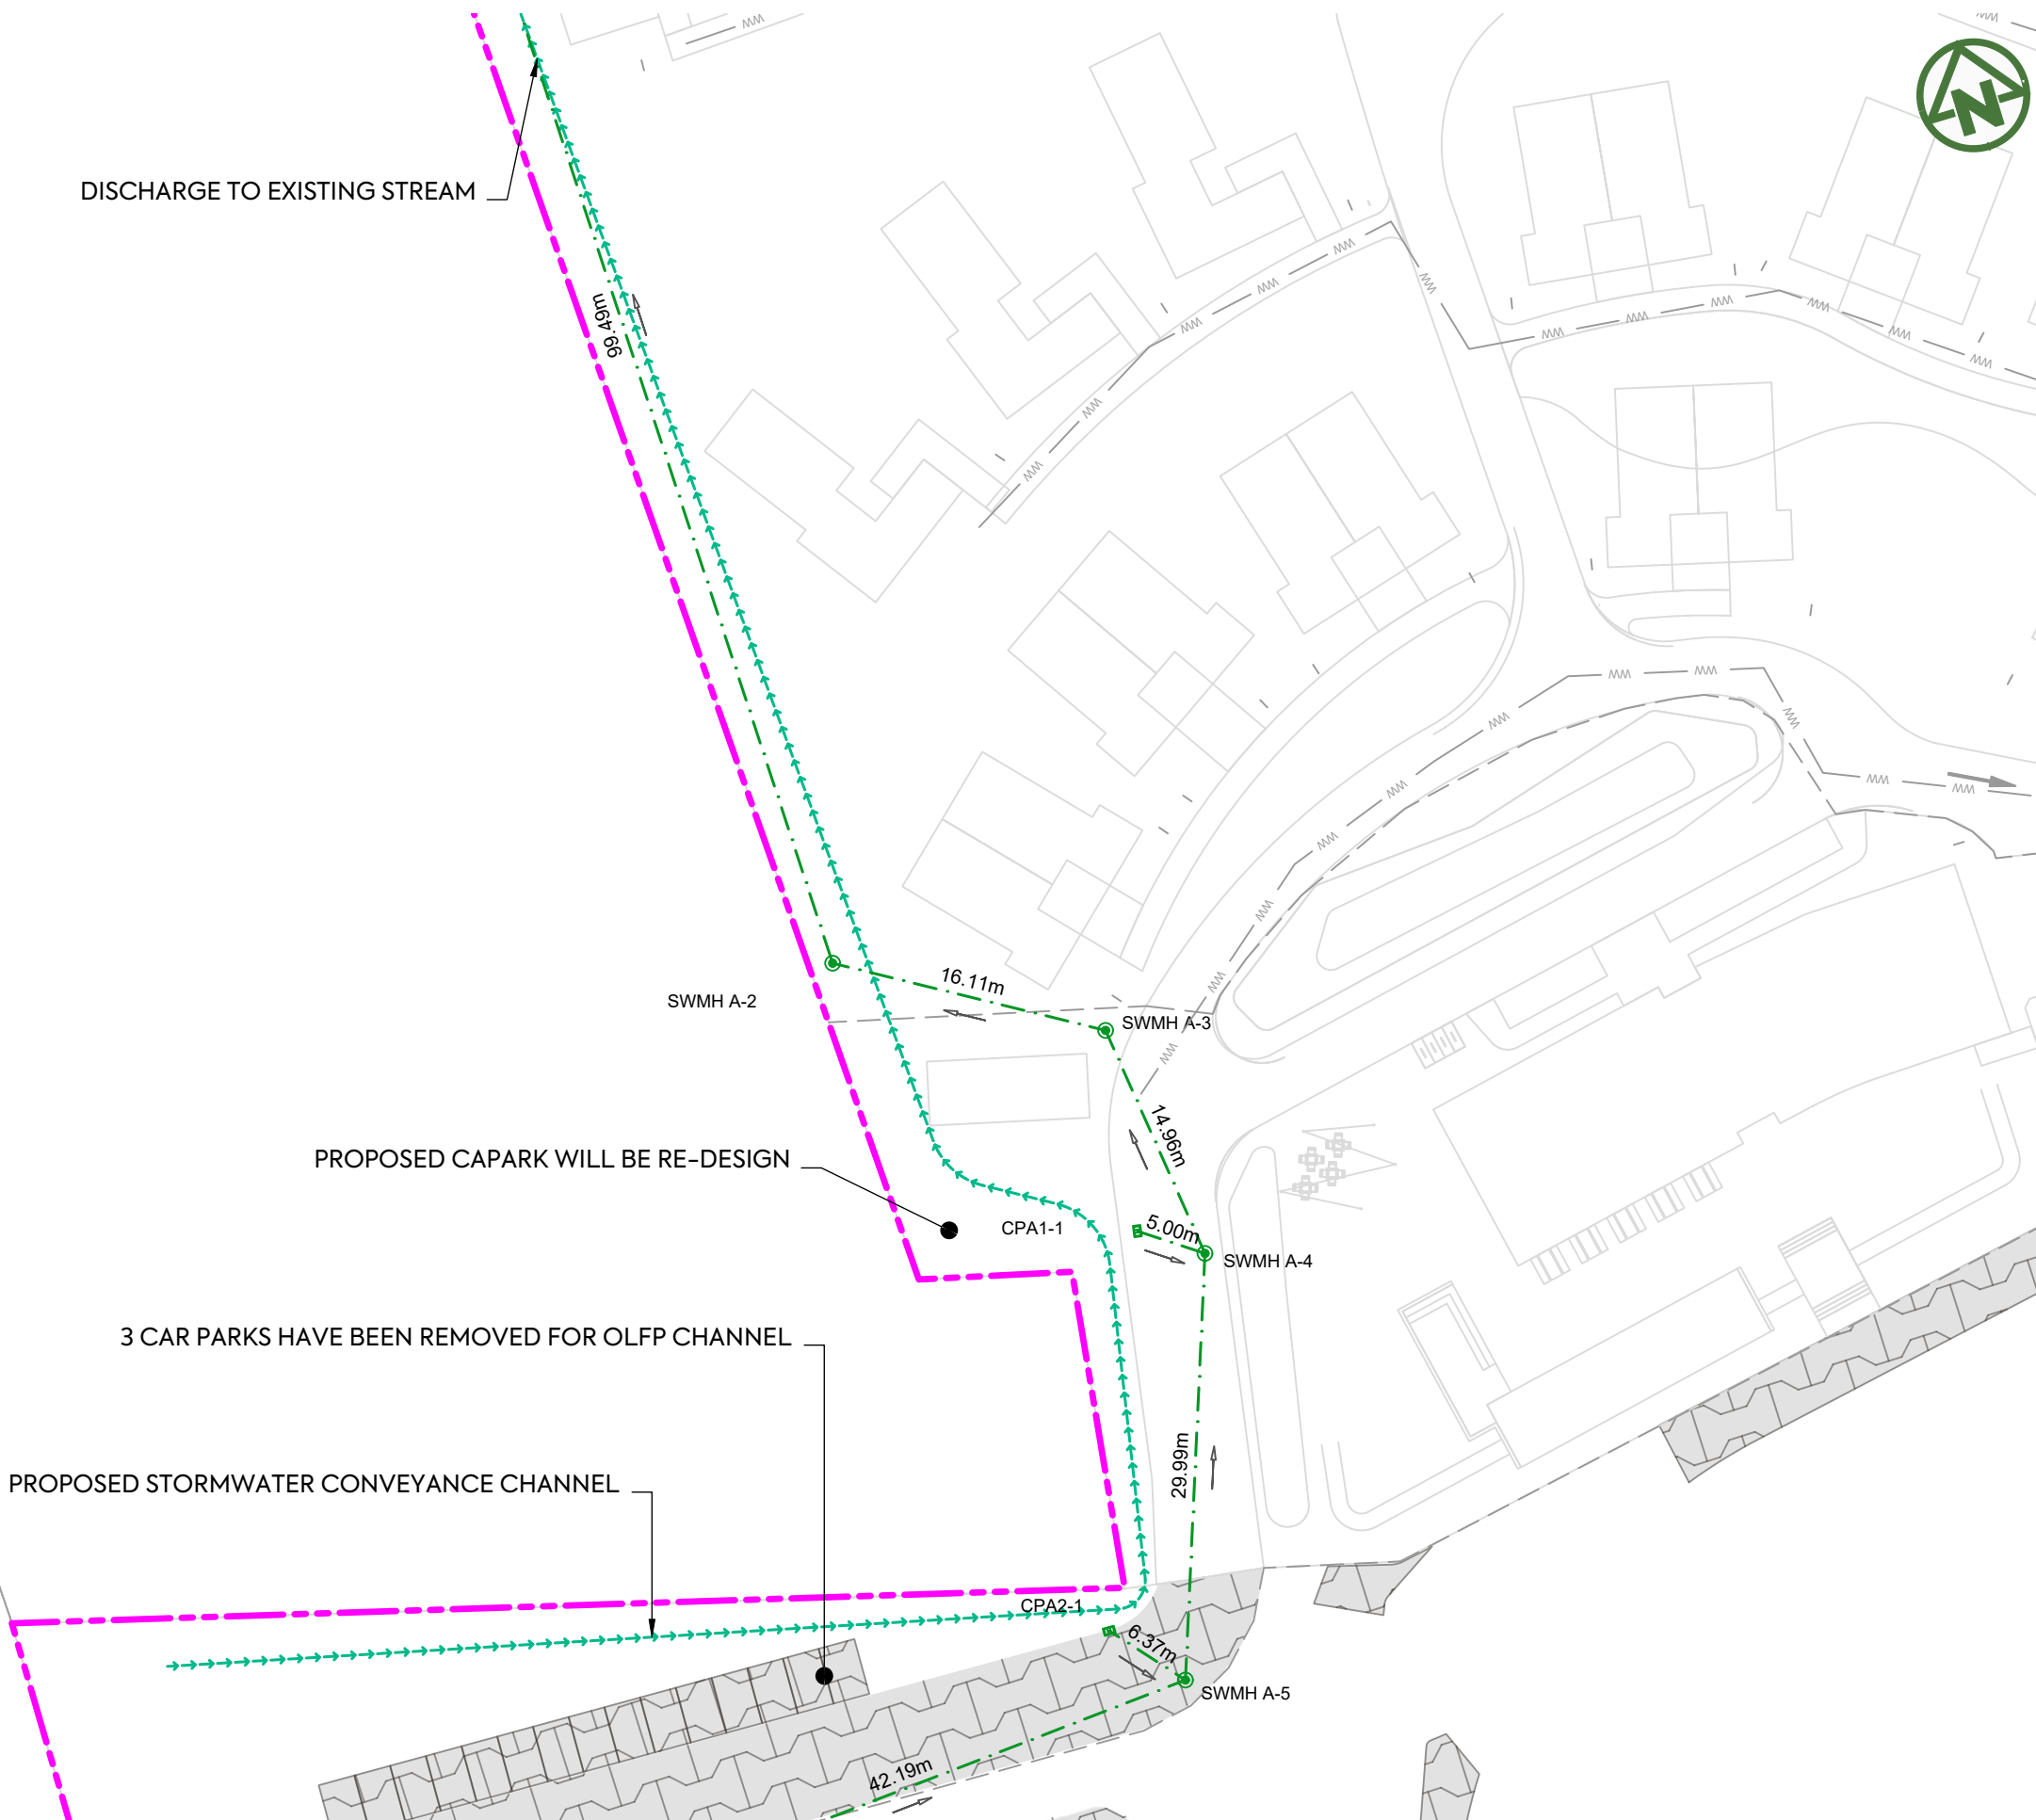 N
DISCHARGE TO EXISTING STREAM
99.49m
16.11m
SWMH A-2
SWMH A-3
14.96m
PROPOSED CAPARK WILL BE RE-DESIGN
CPA1-1
5.00m
SWMH A-4
3 CAR PARKS HAVE BEEN REMOVED FOR OLFP CHANNEL
29.99m
PROPOSED STORMWATER CONVEYANCE CHANNEL
CPA2-1
6.37m
SWMH A-5
42.19m